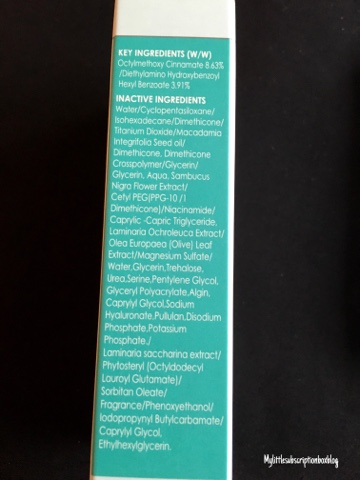 KEY INGREDIENTS (W/W)
Octylmethoxy Cinnamate 8.63%
/Diethylamino Hydroxybenzoyl
Hexyl Benzoate 3.91%
INACTIVE INGREDIENTS
Water/Cyclopentasiloxane/
Isohexadecane/Dimethicone/
Titanium Dioxide/Macadamia
Integrifolia Seed oil/
Dimethicone, Dimethicone
Crosspolymer/Glycerin/
Glycerin, Aqua, Sambucus
Nigra Flower Extract/
Cetyl PEG(PPG-10 /1
Dimethicone)/Niacinamide/
Caprylic -Capric Triglyceride,
Laminaria Ochroleuca Extract/
Olea Europaea (Olive) Leaf
Extract/Magnesium Sulfate/
Water,Glycerin,Trehalose,
Urea,Serine,Pentylene Glycol,
Glyceryl Polyacrylate,Algin,
Caprylyl Glycol,Sodium
Hyaluronate,Pullulan,Disodium
Phosphate,Potassium
Phosphate,/
Laminaria saccharina extract/
Phytosteryl (Octyldodecyl
Lauroyl Glutamate)/
Sorbitan Oleate/
Fragrance/Phenoxyethanol/
Iodopropynyl Butylcarbamate/
Caprylyl Glycol,
Ethylhexylglycerin.
Mylittlesubscriptionboxblog